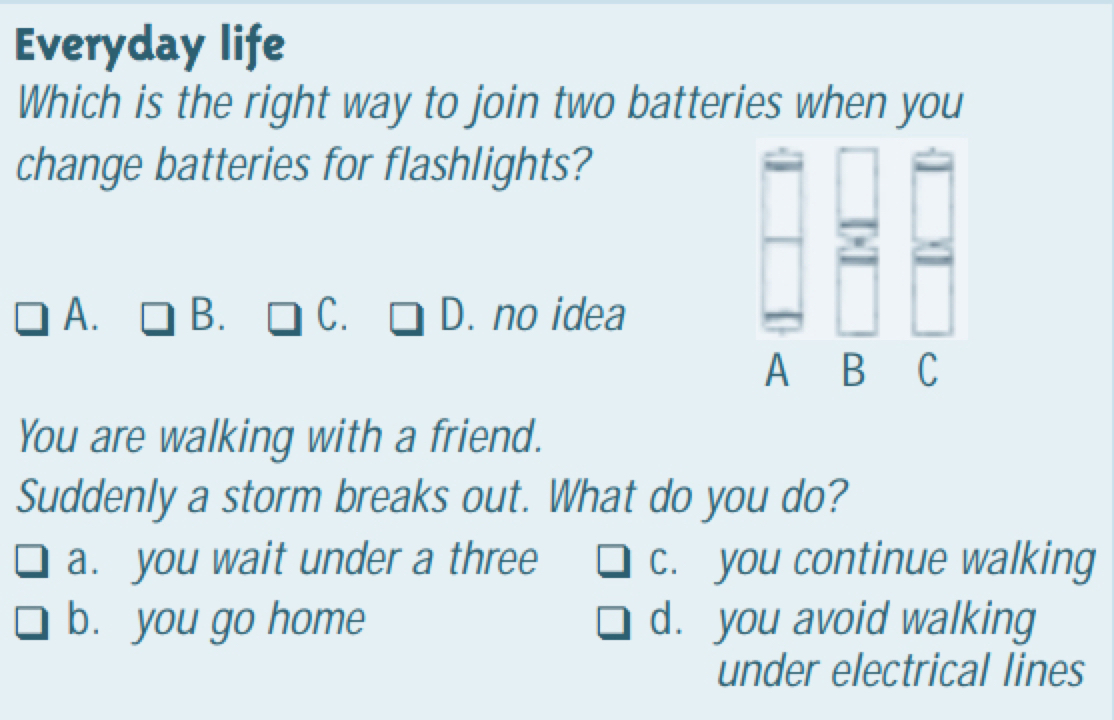 Everyday life
Which is the right way to join two batteries when you
change batteries for flashlights?
A. B. C. D. no idea
A B C
You are walking with a friend.
Suddenly a storm breaks out. What do you do?
a. you wait under a three
b. you go home
c. you continue walking
d. you avoid walking
under electrical lines